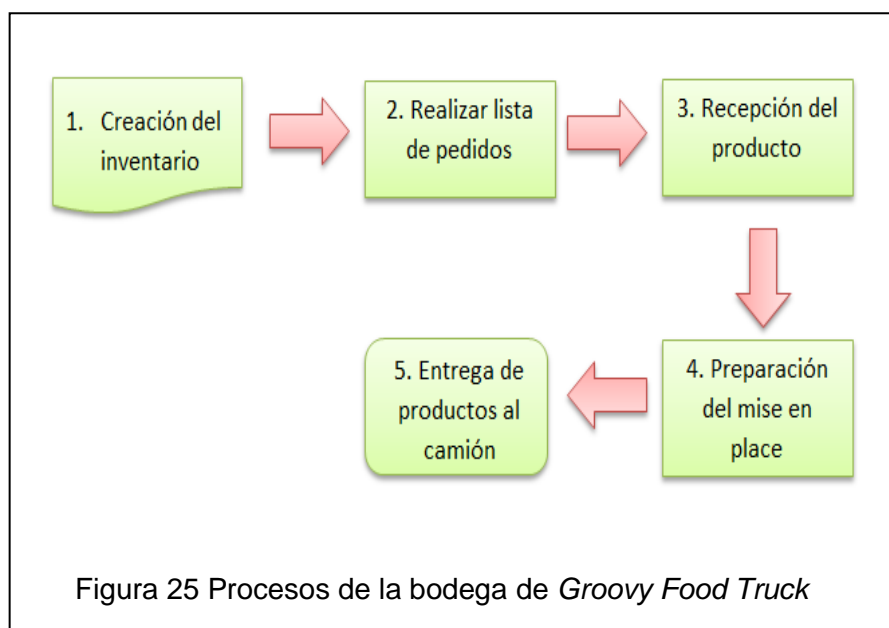 1. Creación del
inventario
2. Realizar lista
de pedidos
3. Recepción del
producto
4. Preparación
del mise en
place
5. Entrega de
productos al
camión
Figura 25 Procesos de la bodega de Groovy Food Truck